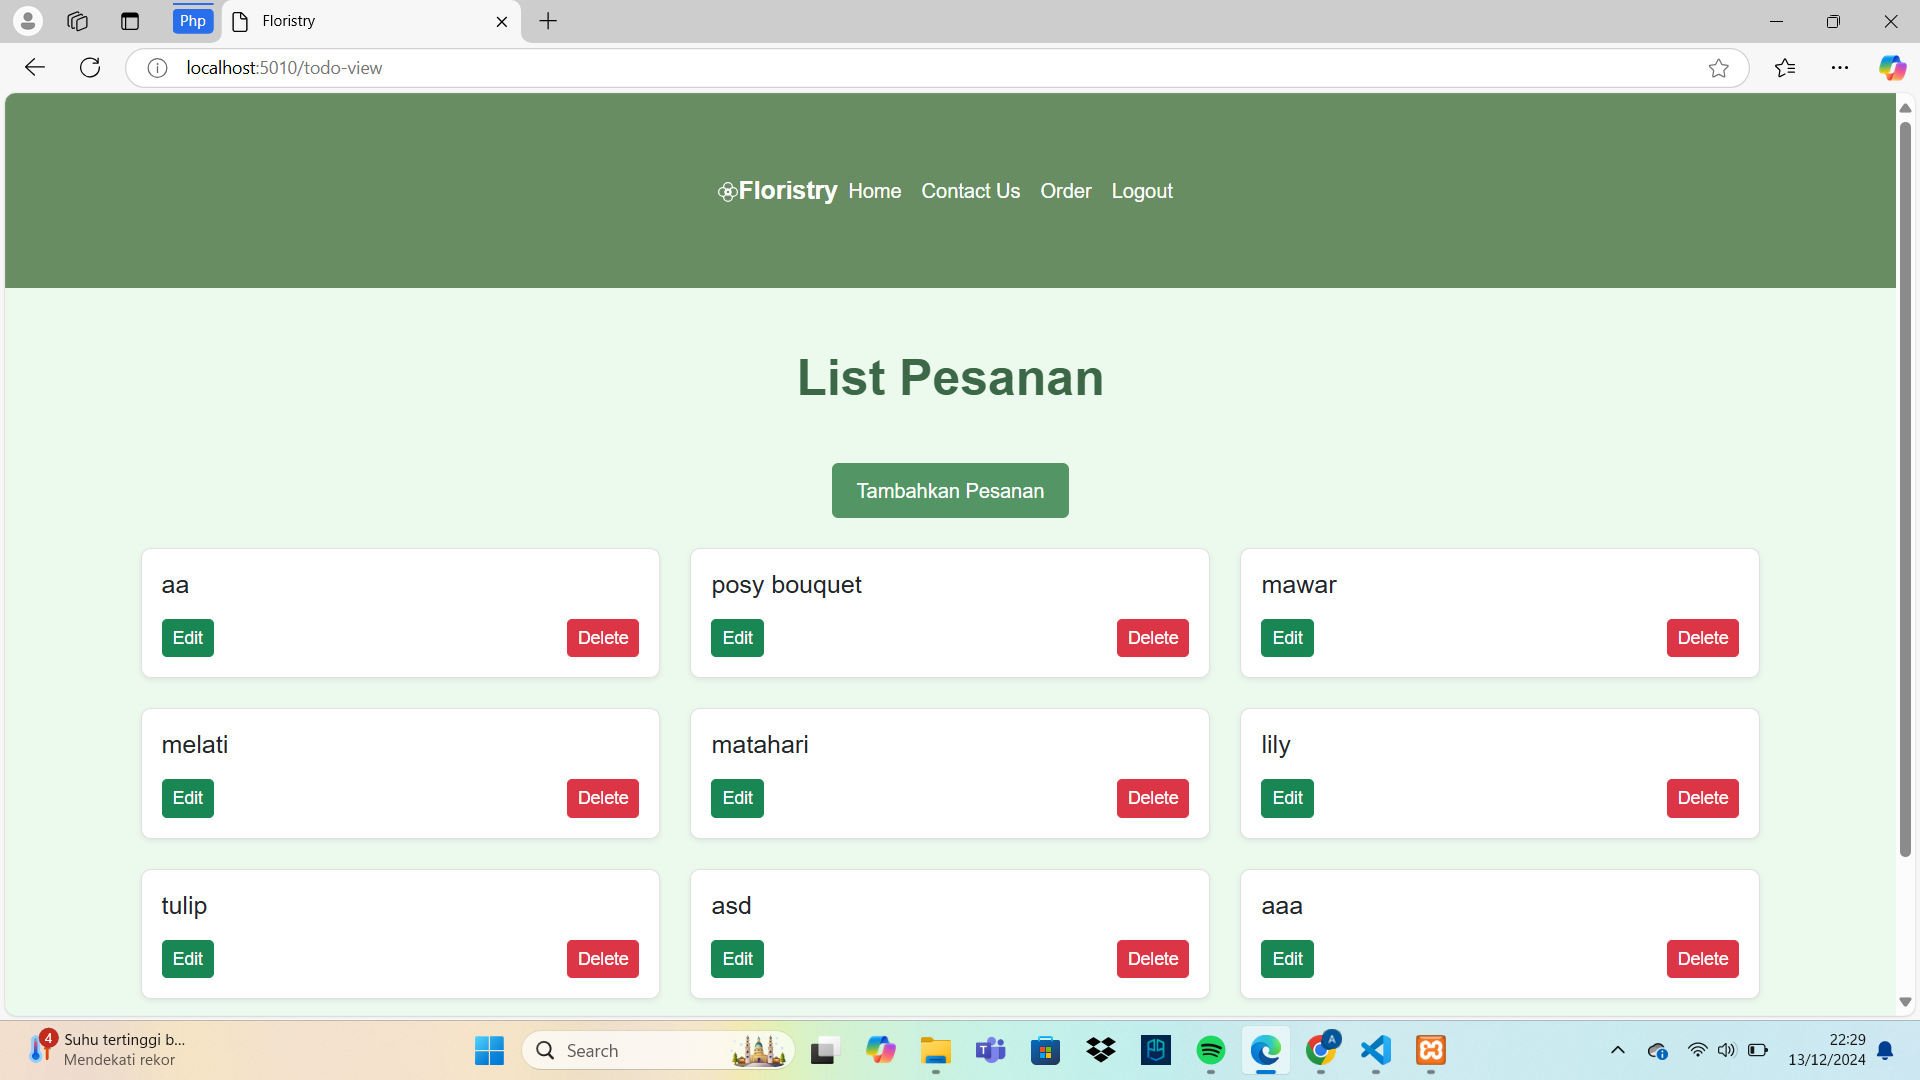 Php
Floristry
localhost:5010/todo-view
Floristry Home Contact Us Order Logout
List Pesanan
Tambahkan Pesanan
aa
Edit Delete
posy bouquet
Edit Delete
mawar
Edit Delete
melati
Edit Delete
matahari
Edit Delete
lily
Edit Delete
tulip
Edit Delete
asd
Edit Delete
aaa
Edit Delete
4
Suhu tertinggi b...
Mendekati rekor
Search
A
22:29
13/12/2024